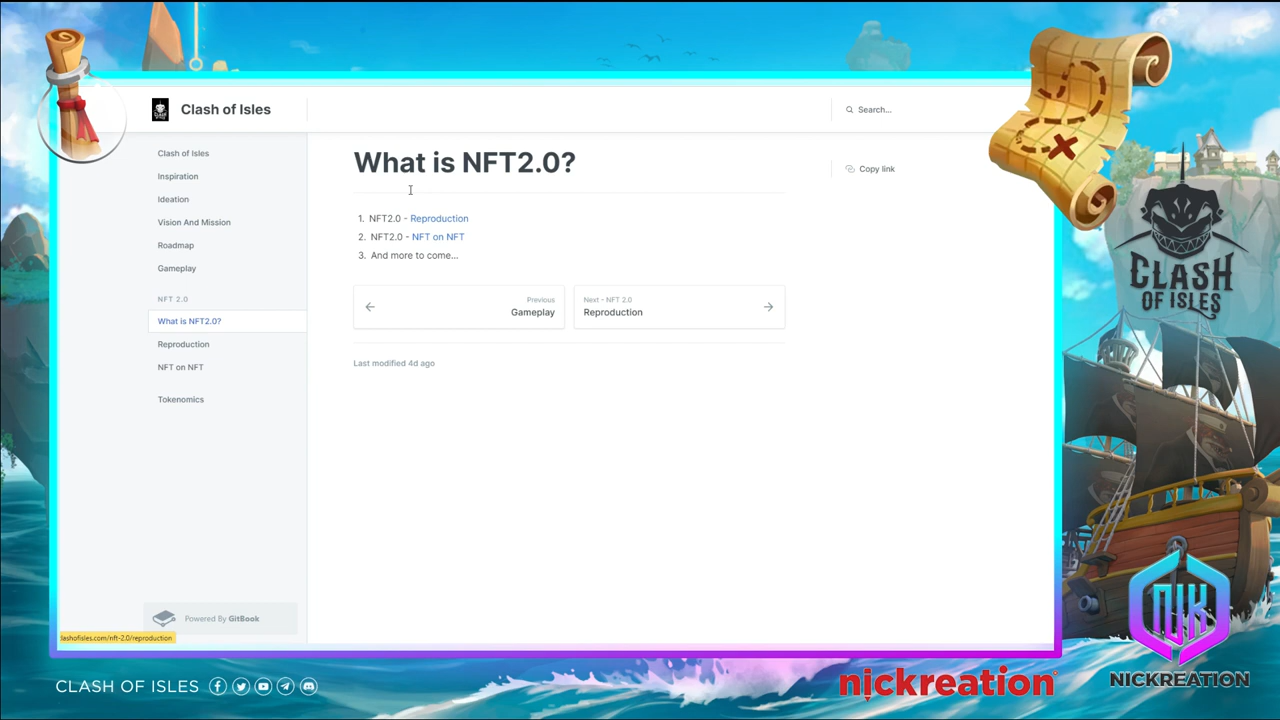 Clash of Isles
Search...
Clash of Isles
Inspiration
Ideation
Vision And Mission
Roadmap
Gameplay
NFT 2.0
What is NFT2.0?
Reproduction
NFT on NFT
Tokenomics
Powered By GitBook
lashofisles.com/nft-2.0/reproduction
What is NFT2.0?
Copy link
1. NFT2.0 - Reproduction
2. NFT2.0 - NFT on NFT
3. And more to come...
Previous
Gameplay
Next - NFT 2.0
Reproduction
Last modified 4d ago
CLASH
OF ISLES
CLASH OF ISLES
nickreation
NICKREATION